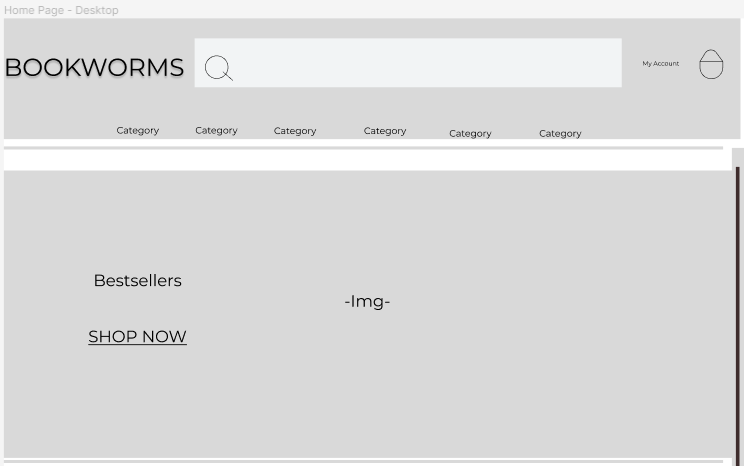 Home Page - Desktop
BOOKWORMS
My Account
Category Category Category Category Category Category
Bestsellers
-Img-
SHOP NOW